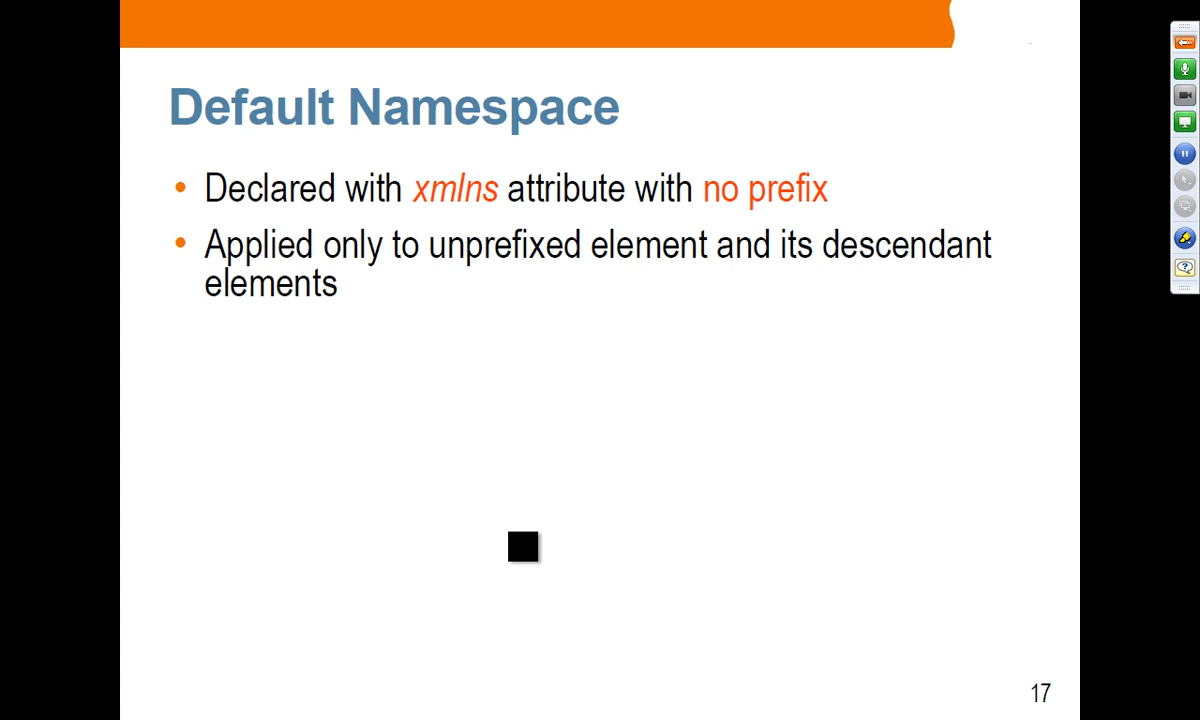 Default Namespace
• Declared with xmlns attribute with no prefix
• Applied only to unprefixed element and its descendant
elements
17